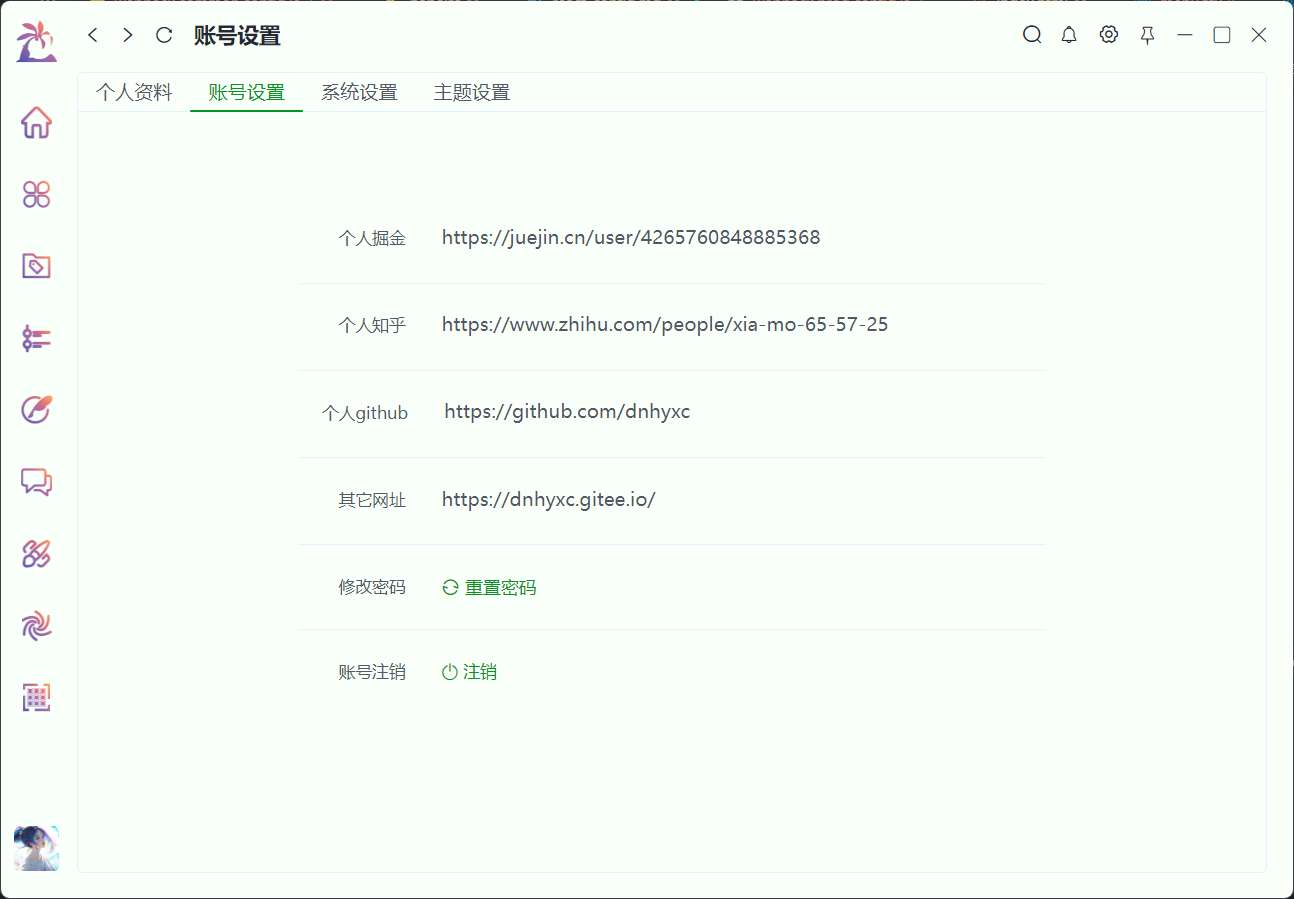 账号设置
个人资料 账号设置 系统设置 主题设置
个人掘金 https://juejin.cn/user/4265760848885368
个人知乎 https://www.zhihu.com/people/xia-mo-65-57-25
个人github https://github.com/dnhyxc
其它网址 https://dnhyxc.gitee.io/
修改密码 重置密码
账号注销 注销